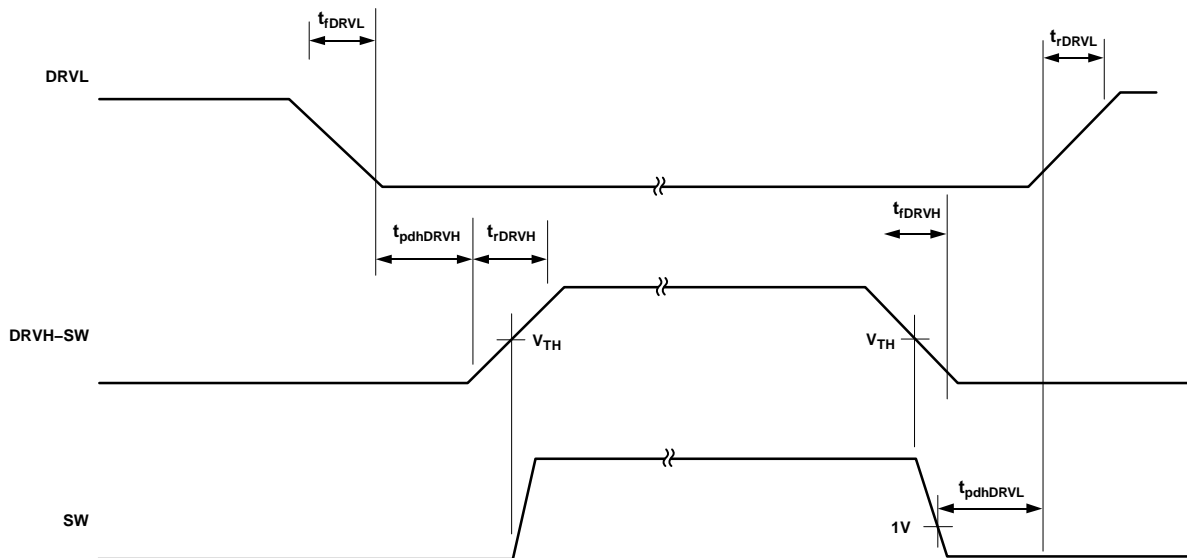 tfDRVL
trDRVL
DRVL
tfDRVH
tpdhDRVH
trDRVH
DRVH–SW
VTH
VTH
tpdhDRVL
1V
SW